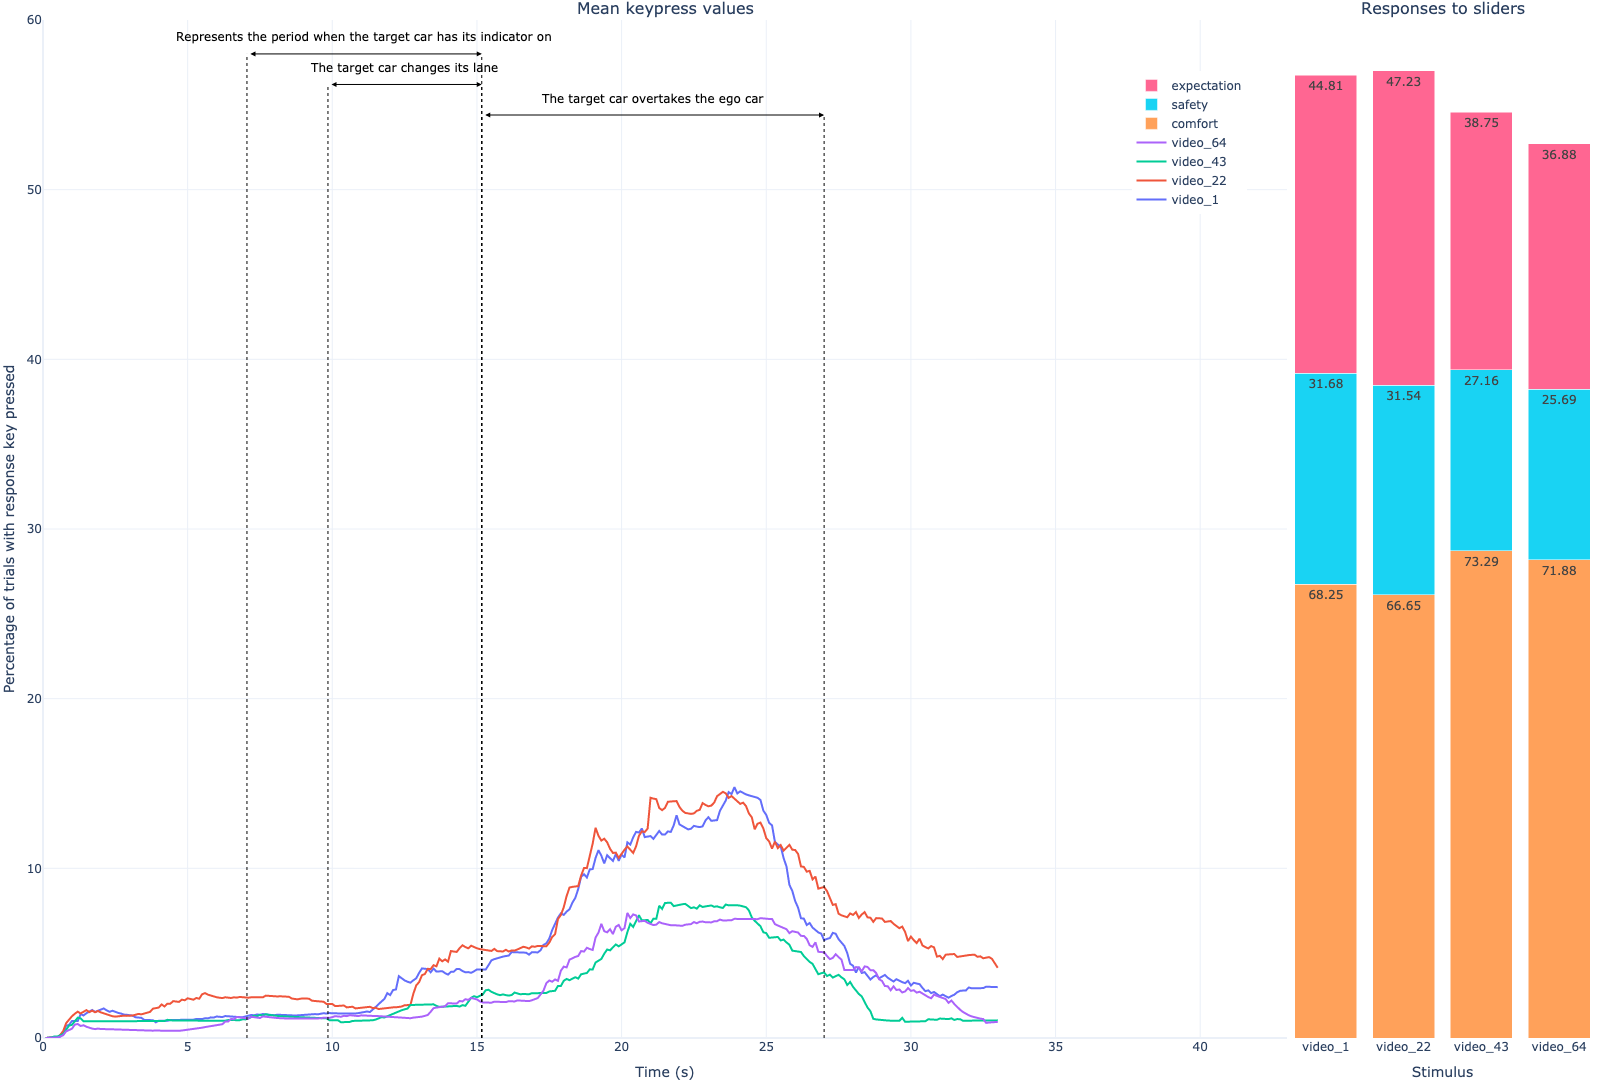 Mean keypress values
Responses to sliders
60
50
40
30
20
10
0
Percentage of trials with response key pressed
Represents the period when the target car has its indicator on
The target car changes its lane
The target car overtakes the ego car
expectation
safety
comfort
video_64
video_43
video_22
video_1
0 5 10 15 20 25 30 35 40
Time (s)
44.81 47.23 38.75 36.88
31.68 31.54 27.16 25.69
68.25 66.65 73.29 71.88
video_1 video_22 video_43 video_64
Stimulus